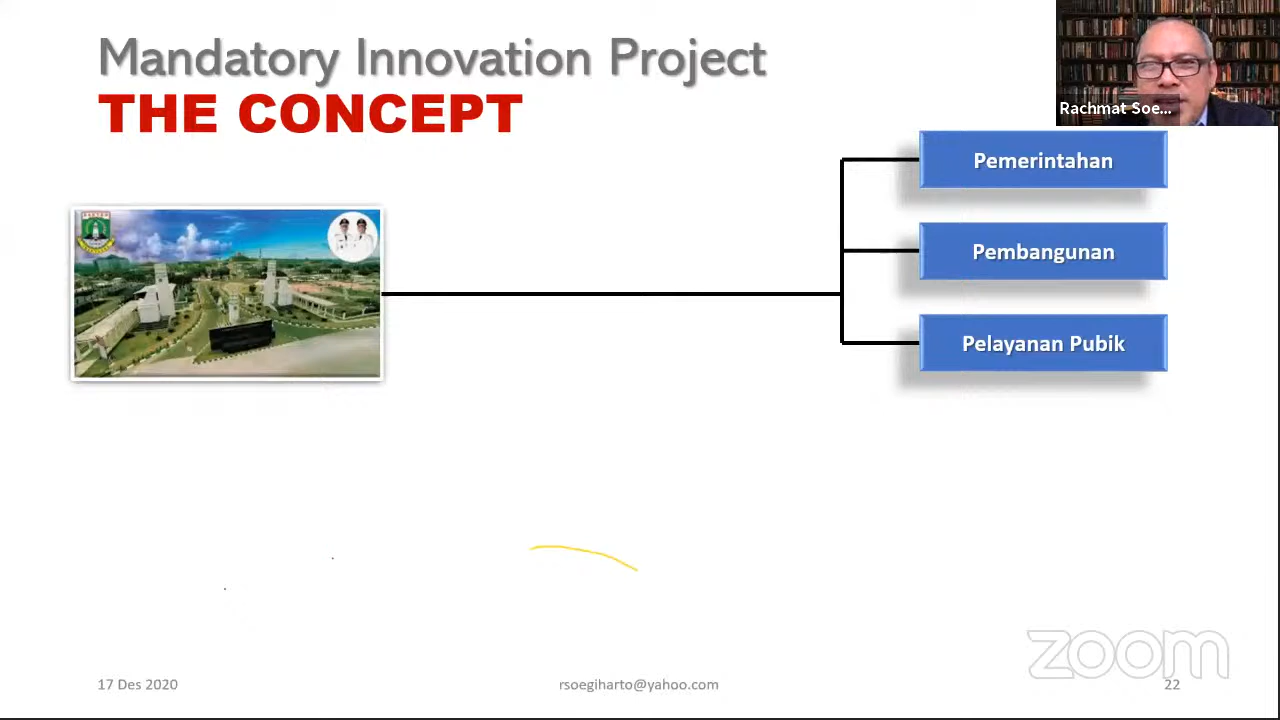 Mandatory Innovation Project
THE CONCEPT
Rachmat Soe...
Pemerintahan
Pembangunan
Pelayanan Pubik
zoom
17 Des 2020
rsoegiharto@yahoo.com
22